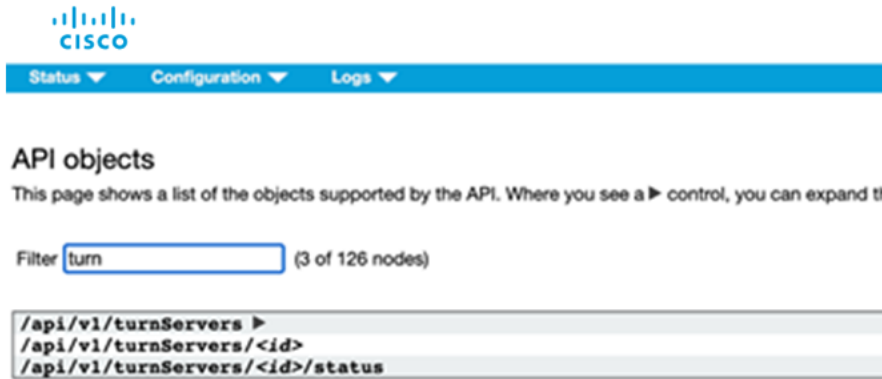 CISCO
Status ▼ Configuration ▼ Logs ▼
API objects
This page shows a list of the objects supported by the API. Where you see a ▶ control, you can expand th
Filter turn (3 of 126 nodes)
/api/v1/turnServers ▶
/api/v1/turnServers/<id>
/api/v1/turnServers/<id>/status